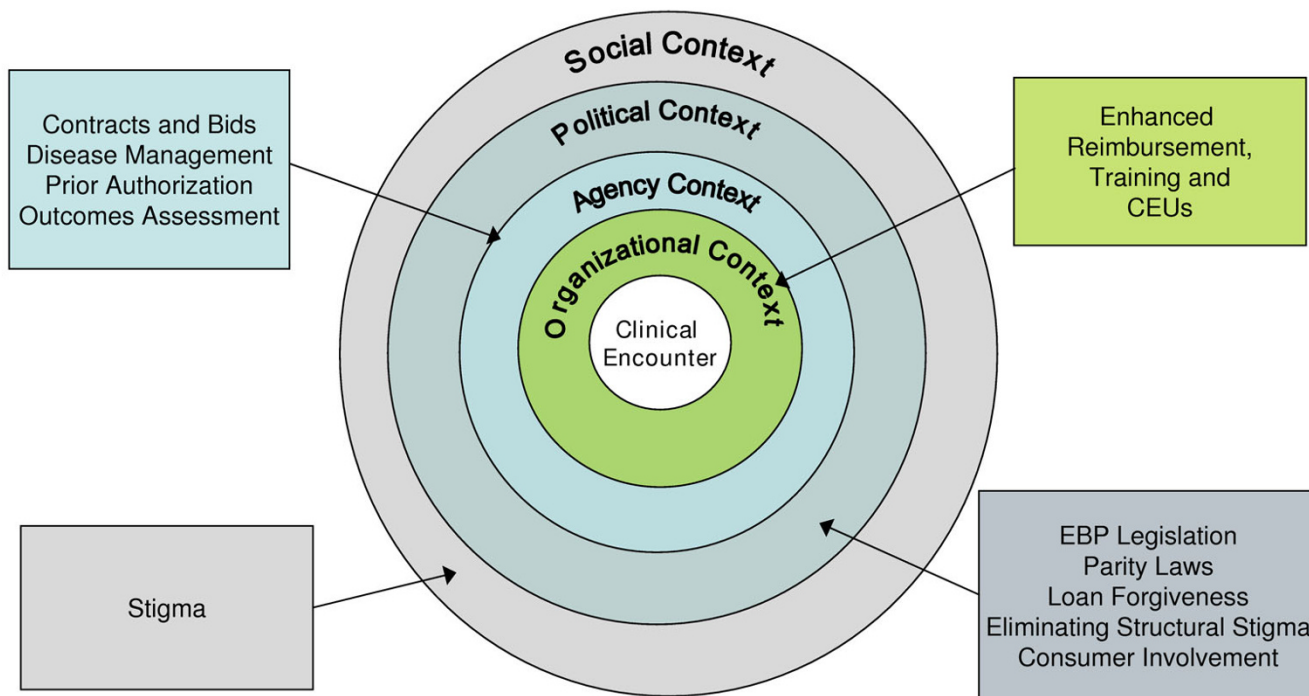 Social Context
Political Context
Agency Context
Organizational Context
Clinical
Encounter
Contracts and Bids
Disease Management
Prior Authorization
Outcomes Assessment
Enhanced
Reimbursement,
Training and
CEUs
Stigma
EBP Legislation
Parity Laws
Loan Forgiveness
Eliminating Structural Stigma
Consumer Involvement